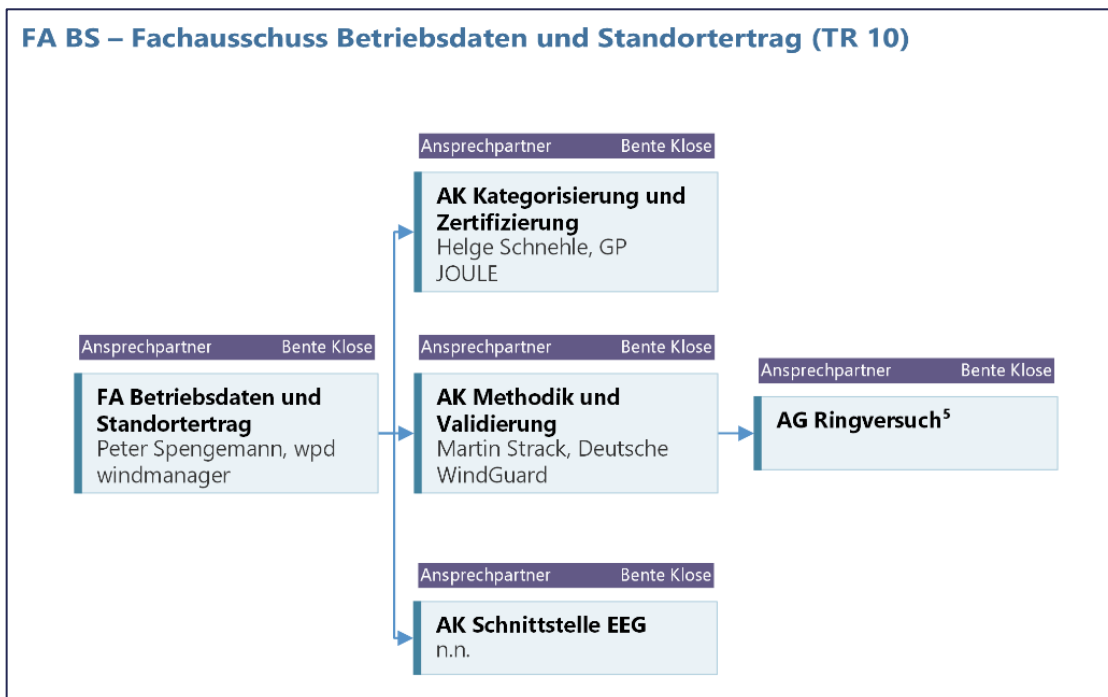 FA BS – Fachausschuss Betriebsdaten und Standortertrag (TR 10)
Ansprechpartner Bente Klose
AK Kategorisierung und
Zertifizierung
Helge Schnehle, GP
JOULE
Ansprechpartner Bente Klose
FA Betriebsdaten und
Standortertrag
Peter Spengemann, wpd
windmanager
Ansprechpartner Bente Klose
AK Methodik und
Validierung
Martin Strack, Deutsche
WindGuard
Ansprechpartner Bente Klose
AG Ringversuch⁵
Ansprechpartner Bente Klose
AK Schnittstelle EEG
n.n.